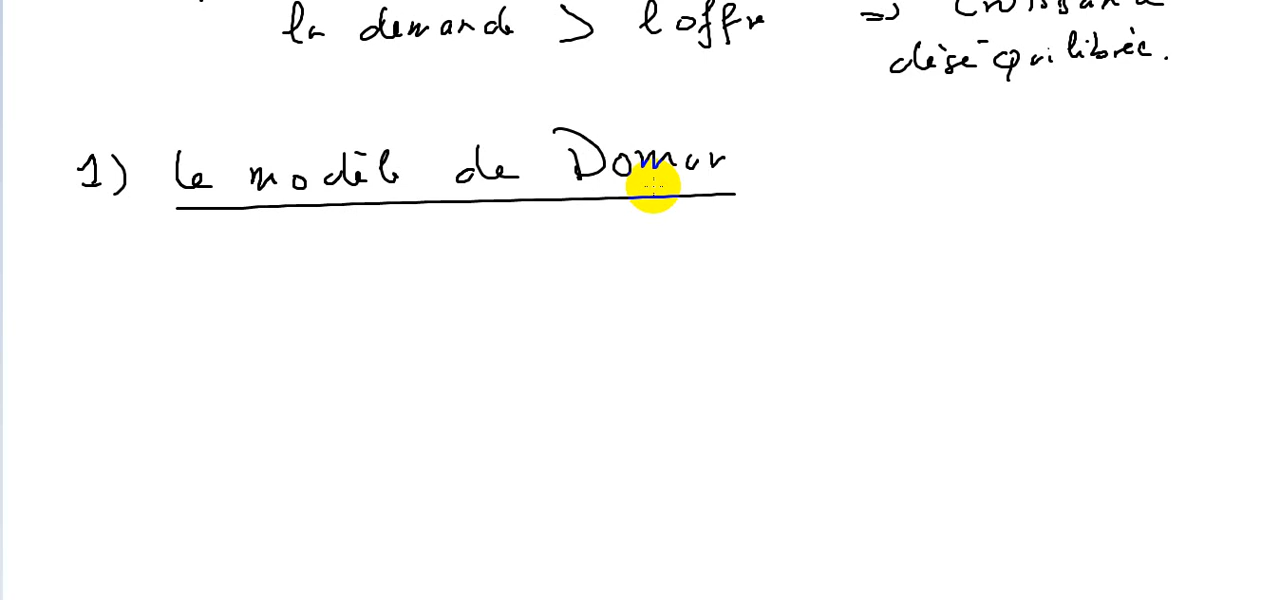 la demande > l'offre => Croissance
déséquilibrée.
1) Le modèle de Domar